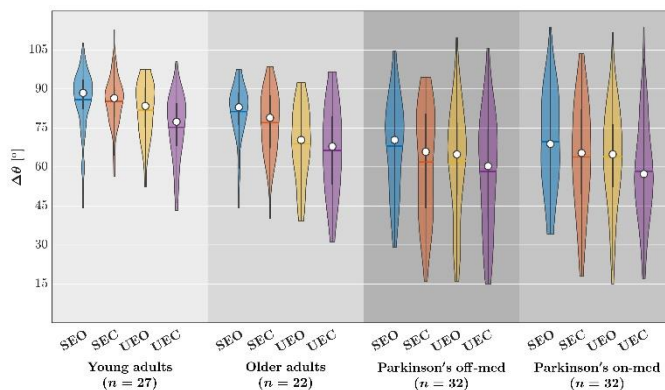 105
90
75
60
45
30
15
Δθ [°]
SEO SEC UEO UEC SEO SEC UEO UEC SEO SEC UEO UEC SEO SEC UEO UEC
Young adults Older adults Parkinson's off-med Parkinson's on-med
(n = 27) (n = 22) (n = 32) (n = 32)